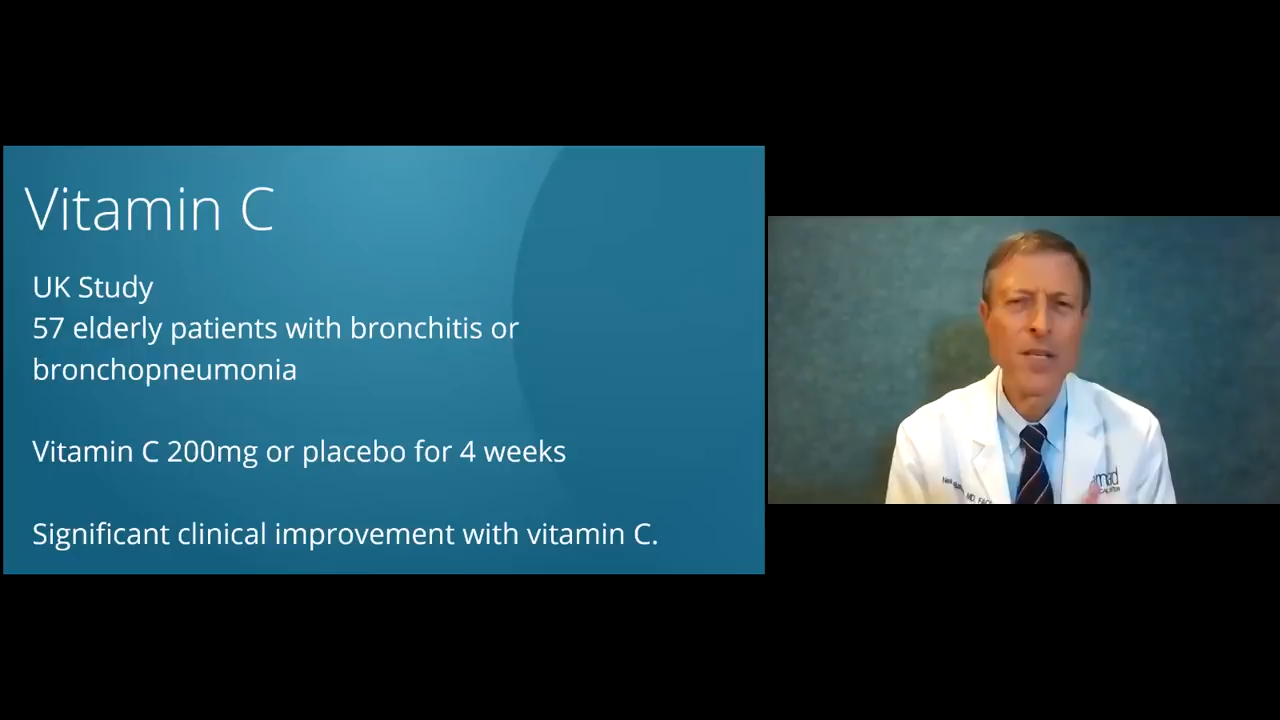 Vitamin C
UK Study
57 elderly patients with bronchitis or
bronchopneumonia
Vitamin C 200mg or placebo for 4 weeks
Significant clinical improvement with vitamin C.
MD,